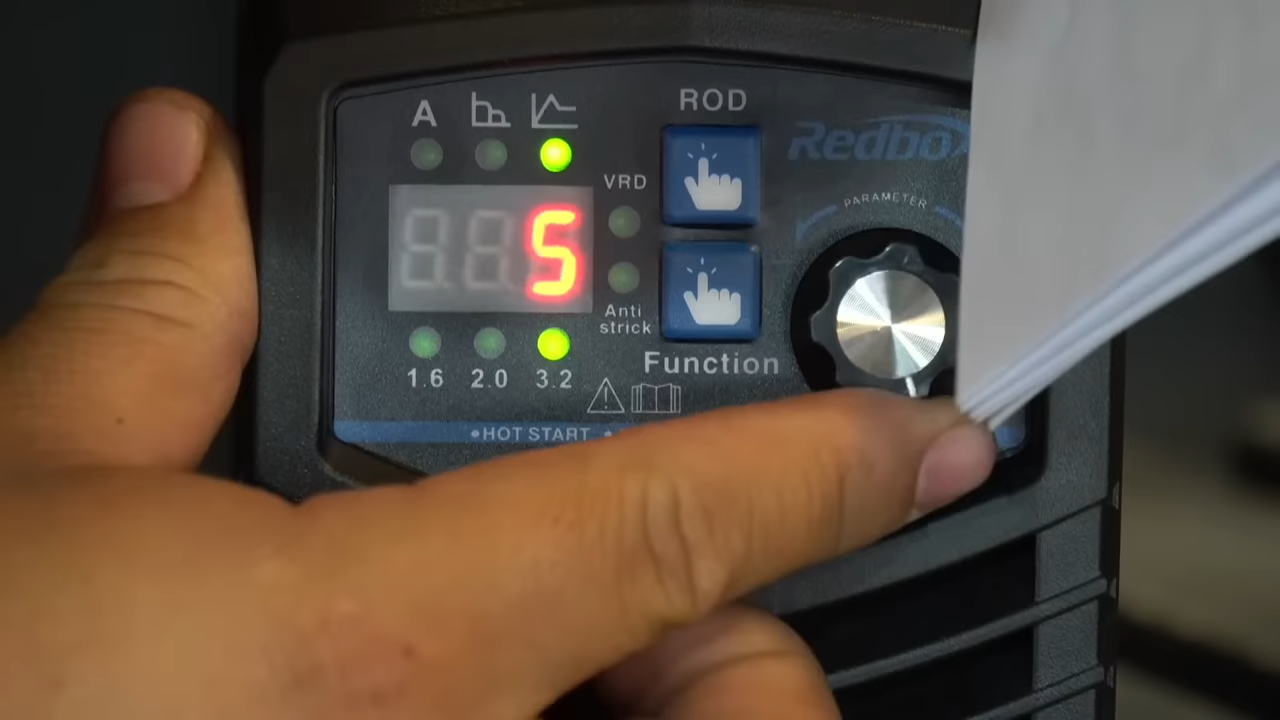 A
ROD
Redbo
VRD
PARAMETER
5
Anti
strick
Function
1.6 2.0 3.2
•HOT START •